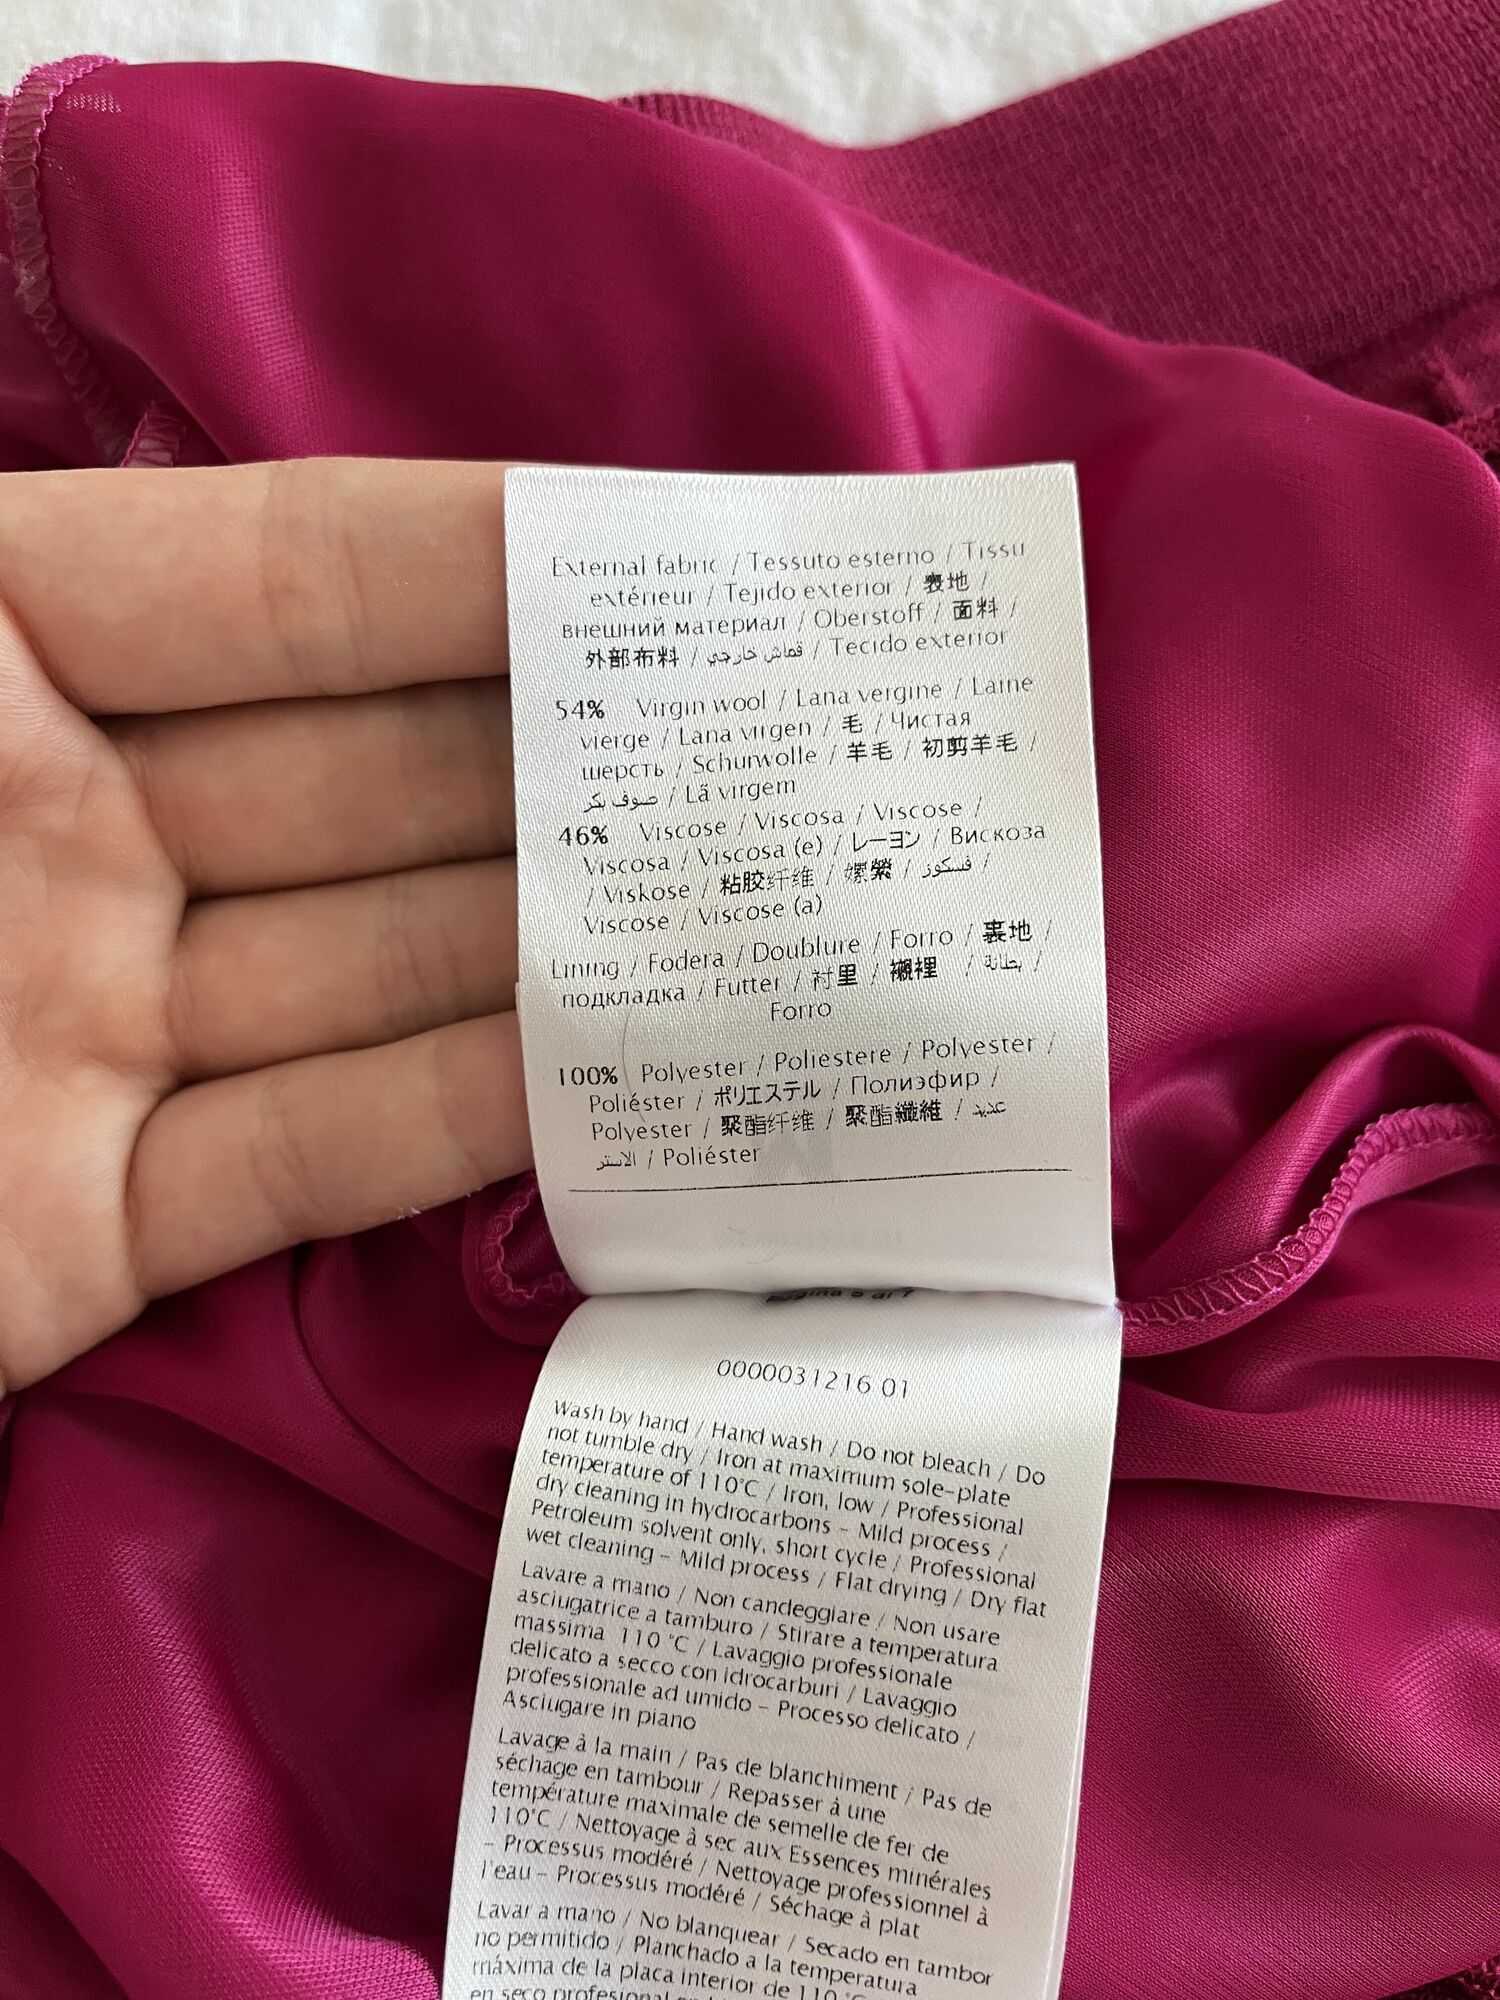 External fabric / Tessuto esterno / Tissu
extérieur / Tejido exterior / 表地 /
внешний материал / Oberstoff / 面料 /
外部布料 / قماش خارجي / Tecido exterior
54% Virgin wool / Lana vergine / Laine
vierge / Lana virgen / 毛 / Чистая
шерсть / Schurwolle / 羊毛 / 初剪羊毛 /
صوف بكر / Lã virgem
46% Viscose / Viscosa / Viscose /
Viscosa / Viscosa (e) / レーヨン / Вискоза
/ Viskose / 粘胶纤维 / 嫘縈 / فسكوز /
Viscose / Viscose (a)
Lining / Fodera / Doublure / Forro / 裏地 /
подкладка / Futter / 衬里 / 襯裡 / بطانة /
Forro
100% Polyester / Poliestere / Polyester /
Poliéster / ポリエステル / Полиэфир /
Polyester / 聚酯纤维 / 聚酯纖維 / عديد
الاستر / Poliéster
Pagina 6 di 7
0000031216 01
Wash by hand / Hand wash / Do not bleach / Do
not tumble dry / Iron at maximum sole-plate
temperature of 110°C / Iron, low / Professional
dry cleaning in hydrocarbons - Mild process /
Petroleum solvent only, short cycle / Professional
wet cleaning - Mild process / Flat drying / Dry flat
Lavare a mano / Non candeggiare / Non usare
asciugatrice a tamburo / Stirare a temperatura
massima 110 °C / Lavaggio professionale
delicato a secco con idrocarburi / Lavaggio
professionale ad umido - Processo delicato /
Asciugare in piano
Lavage à la main / Pas de blanchiment / Pas de
séchage en tambour / Repasser à une
température maximale de semelle de fer de
110°C / Nettoyage à sec aux Essences minérales
- Processus modéré / Nettoyage professionnel à
l'eau - Processus modéré / Séchage à plat
Lavar a mano / No blanquear / Secado en tambor
no permitido / Planchado a la temperatura
máxima de la placa interior de 110 °C
en seco profesional